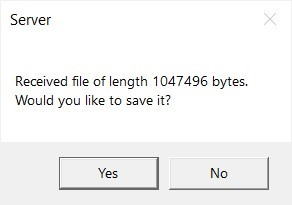 Server
Received file of length 1047496 bytes.
Would you like to save it?
Yes
No